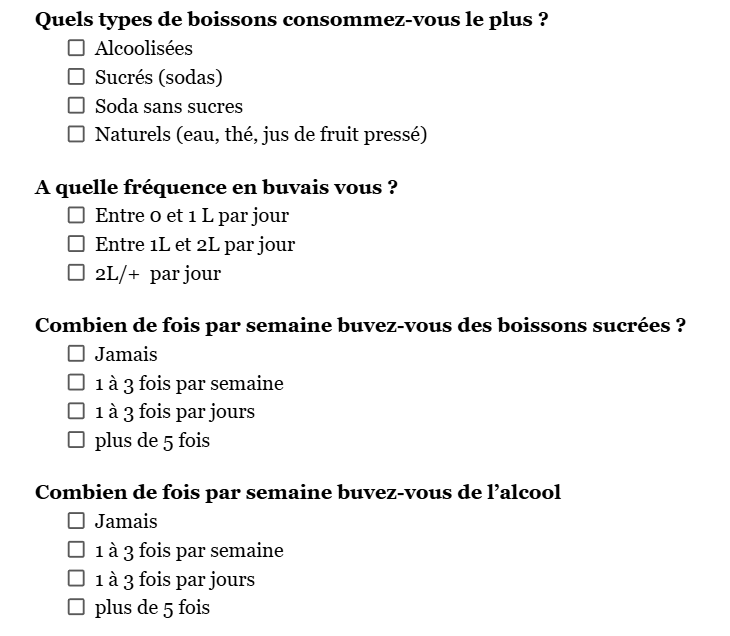 Quels types de boissons consommez-vous le plus ?
Alcoolisées
Sucrés (sodas)
Soda sans sucres
Naturels (eau, thé, jus de fruit pressé)
A quelle fréquence en buvais vous ?
Entre 0 et 1 L par jour
Entre 1L et 2L par jour
2L/+ par jour
Combien de fois par semaine buvez-vous des boissons sucrées ?
Jamais
1 à 3 fois par semaine
1 à 3 fois par jours
plus de 5 fois
Combien de fois par semaine buvez-vous de l’alcool
Jamais
1 à 3 fois par semaine
1 à 3 fois par jours
plus de 5 fois